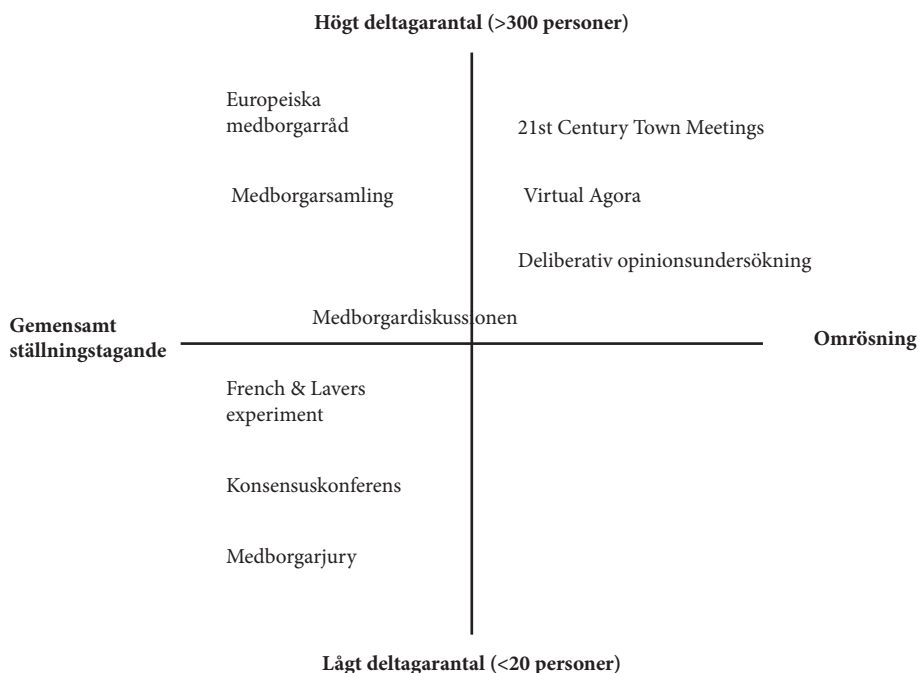 Högt deltagarantal (>300 personer)
Europeiska
medborgarråd
21st Century Town Meetings
Medborgarsamling
Virtual Agora
Deliberativ opinionsundersökning
Medborgardiskussionen
Gemensamt
ställningstagande
Omrösning
French & Lavers
experiment
Konsensuskonferens
Medborgarjury
Lågt deltagarantal (<20 personer)